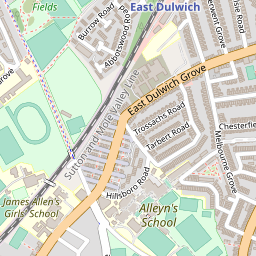 East Dulwich
Fields
Burrow Road
Abbotswood Road
Sutton and Mole Valley Line
East Dulwich Grove
Trossachs Road
Tarbert Road
Melbourne Grove
Hillsboro Road
James Allen's
Girls' School
Alleyn's
School